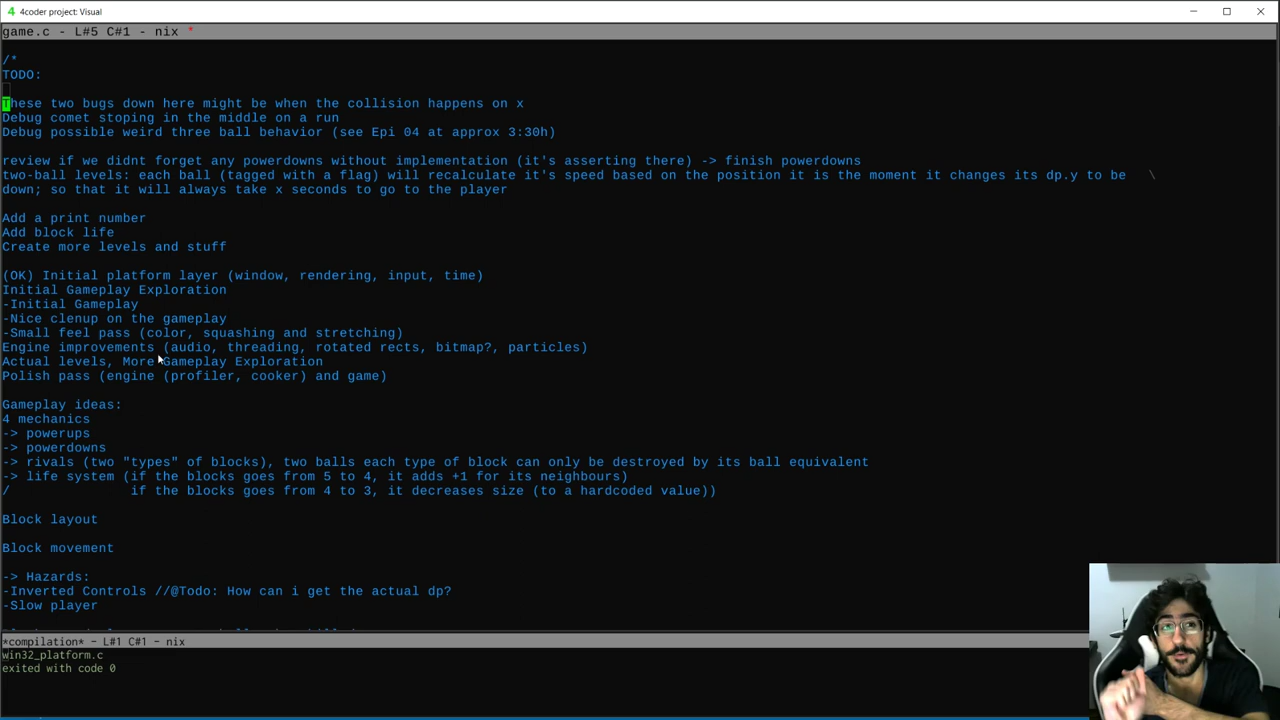 4coder project: Visual
game.c - L#5 C#1 - nix *
/*
TODO:
These two bugs down here might be when the collision happens on x
Debug comet stoping in the middle on a run
Debug possible weird three ball behavior (see Epi 04 at approx 3:30h)
review if we didnt forget any powerdowns without implementation (it's asserting there) -> finish powerdowns
two-ball levels: each ball (tagged with a flag) will recalculate it's speed based on the position it is the moment it changes its dp.y to be \
down; so that it will always take x seconds to go to the player
Add a print number
Add block life
Create more levels and stuff
(OK) Initial platform layer (window, rendering, input, time)
Initial Gameplay Exploration
-Initial Gameplay
-Nice clenup on the gameplay
-Small feel pass (color, squashing and stretching)
Engine improvements (audio, threading, rotated rects, bitmap?, particles)
Actual levels, More Gameplay Exploration
Polish pass (engine (profiler, cooker) and game)
Gameplay ideas:
4 mechanics
-> powerups
-> powerdowns
-> rivals (two "types" of blocks), two balls each type of block can only be destroyed by its ball equivalent
-> life system (if the blocks goes from 5 to 4, it adds +1 for its neighbours)
/ if the blocks goes from 4 to 3, it decreases size (to a hardcoded value))
Block layout
Block movement
-> Hazards:
-Inverted Controls //@Todo: How can i get the actual dp?
-Slow player
*compilation* - L#1 C#1 - nix
win32_platform.c
exited with code 0